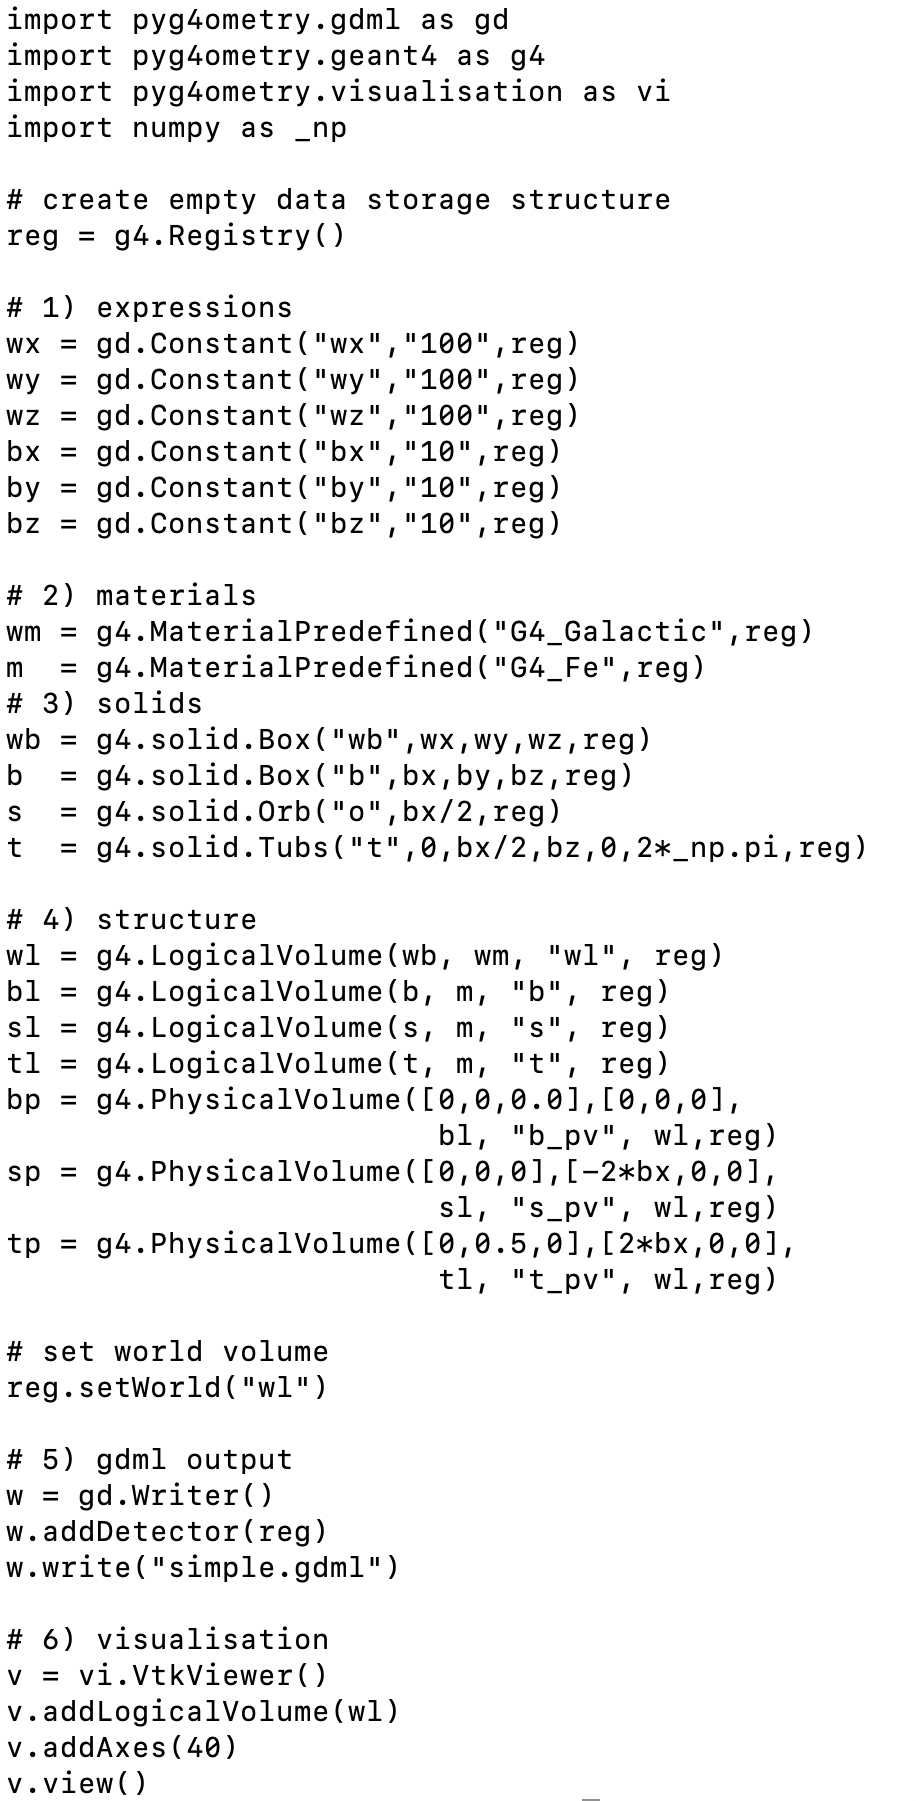 import pyg4ometry.gdml as gd
import pyg4ometry.geant4 as g4
import pyg4ometry.visualisation as vi
import numpy as _np

# create empty data storage structure
reg = g4.Registry()

# 1) expressions
wx = gd.Constant("wx","100",reg)
wy = gd.Constant("wy","100",reg)
wz = gd.Constant("wz","100",reg)
bx = gd.Constant("bx","10",reg)
by = gd.Constant("by","10",reg)
bz = gd.Constant("bz","10",reg)

# 2) materials
wm = g4.MaterialPredefined("G4_Galactic",reg)
m  = g4.MaterialPredefined("G4_Fe",reg)
# 3) solids
wb = g4.solid.Box("wb",wx,wy,wz,reg)
b  = g4.solid.Box("b",bx,by,bz,reg)
s  = g4.solid.Orb("o",bx/2,reg)
t  = g4.solid.Tubs("t",0,bx/2,bz,0,2*_np.pi,reg)

# 4) structure
wl = g4.LogicalVolume(wb, wm, "wl", reg)
bl = g4.LogicalVolume(b, m, "b", reg)
sl = g4.LogicalVolume(s, m, "s", reg)
tl = g4.LogicalVolume(t, m, "t", reg)
bp = g4.PhysicalVolume([0,0,0.0],[0,0,0],
                        bl, "b_pv", wl,reg)
sp = g4.PhysicalVolume([0,0,0],[-2*bx,0,0],
                        sl, "s_pv", wl,reg)
tp = g4.PhysicalVolume([0,0.5,0],[2*bx,0,0],
                        tl, "t_pv", wl,reg)

# set world volume
reg.setWorld("wl")

# 5) gdml output
w = gd.Writer()
w.addDetector(reg)
w.write("simple.gdml")

# 6) visualisation
v = vi.VtkViewer()
v.addLogicalVolume(wl)
v.addAxes(40)
v.view()